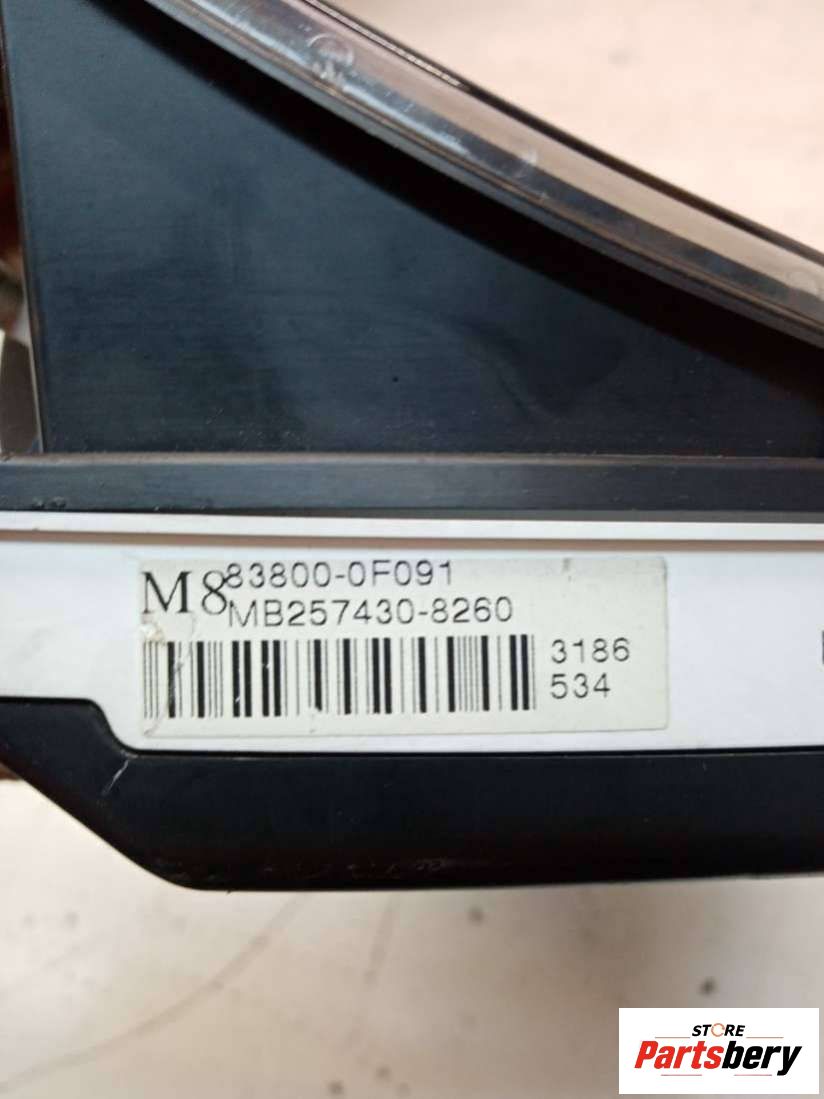 M8
83800-0F091
MB257430-8260
3186
534
STORE
Partsbery